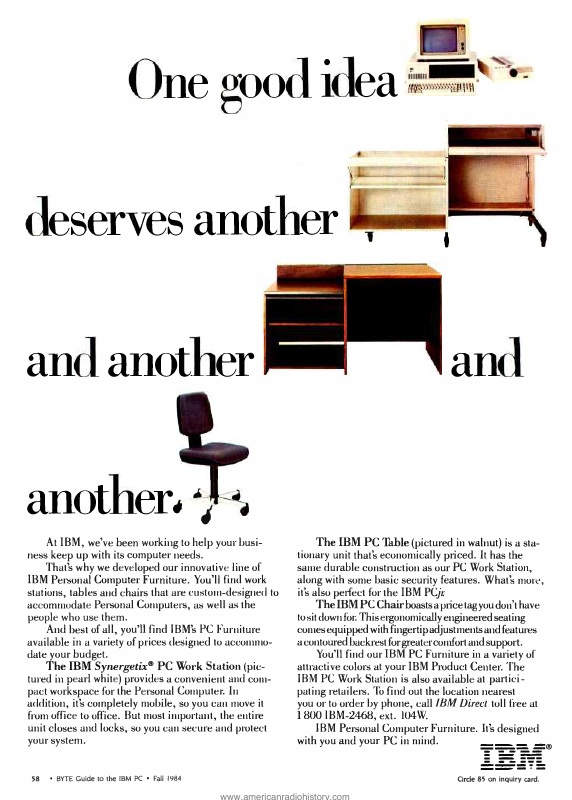 One good idea
deserves another
and another and
another.
At IBM, we've been working to help your busi-
ness keep up with its computer needs.
That's why we developed our innovative line of
IBM Personal Computer Furniture. You'll find work
stations, tables and chairs that are custom-designed to
accommodate Personal Computers, as well as the
people who use them.
And best of all, you'll find IBM's PC Furniture
available in a variety of prices designed to accommo-
date your budget.
The IBM Synergetix® PC Work Station (pic-
tured in pearl white) provides a convenient and com-
pact workspace for the Personal Computer. In
addition, it's completely mobile, so you can move it
from office to office. But most important, the entire
unit closes and locks, so you can secure and protect
your system.
The IBM PC Table (pictured in walnut) is a sta-
tionary unit that's economically priced. It has the
same durable construction as our PC Work Station,
along with some basic security features. What's more,
it's also perfect for the IBM PCjr.
The IBM PC Chair boasts a price tag you don't have
to sit down for. This ergonomically engineered seating
comes equipped with fingertip adjustments and features
a contoured backrest for greater comfort and support.
You'll find our IBM PC Furniture in a variety of
attractive colors at your IBM Product Center. The
IBM PC Work Station is also available at partici-
pating retailers. To find out the location nearest
you or to order by phone, call IBM Direct toll free at
1 800 IBM-2468, ext. 104W.
IBM Personal Computer Furniture. It's designed
with you and your PC in mind.
IBM®
58 • BYTE Guide to the IBM PC • Fall 1984
Circle 85 on inquiry card.
www.americanradiohistory.com